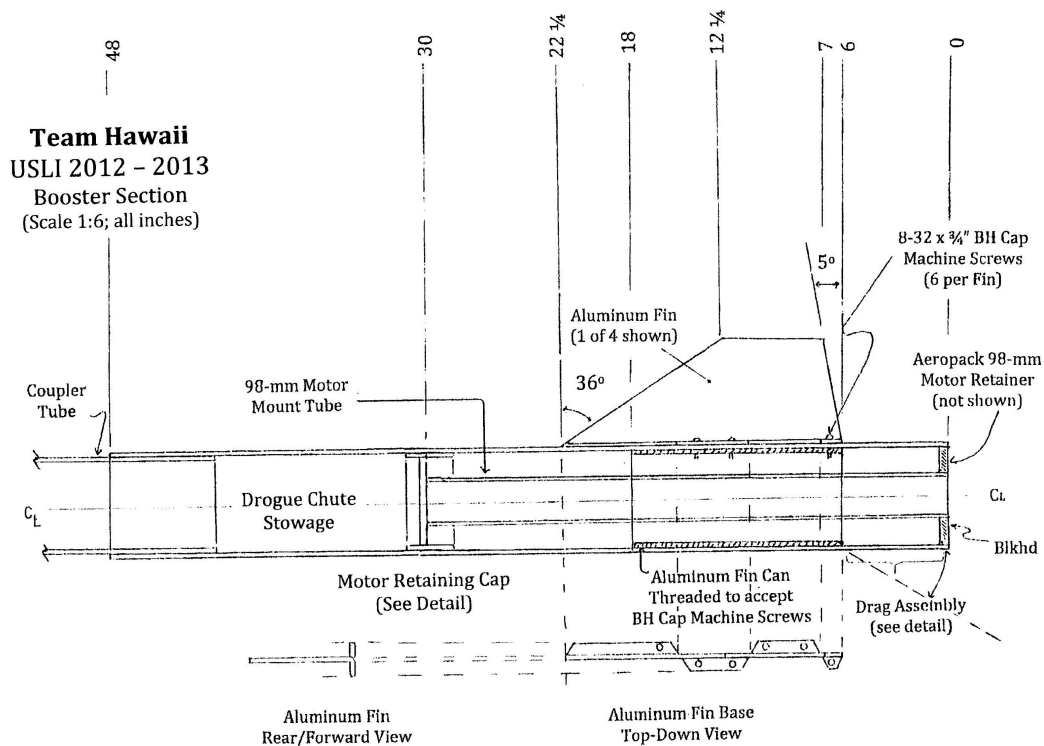 48
30
22 ¼
18
12 ¼
7
6
0
Team Hawaii
USLI 2012 – 2013
Booster Section
(Scale 1:6; all inches)
8-32 x ¾" BH Cap
Machine Screws
(6 per Fin)
5º
Aluminum Fin
(1 of 4 shown)
36º
Aeropack 98-mm
Motor Retainer
(not shown)
Coupler
Tube
98-mm Motor
Mount Tube
Drogue Chute
Stowage
CL
CL
Blkhd
Motor Retaining Cap
(See Detail)
Aluminum Fin Can
Threaded to accept
BH Cap Machine Screws
Drag Assembly
(see detail)
Aluminum Fin
Rear/Forward View
Aluminum Fin Base
Top-Down View